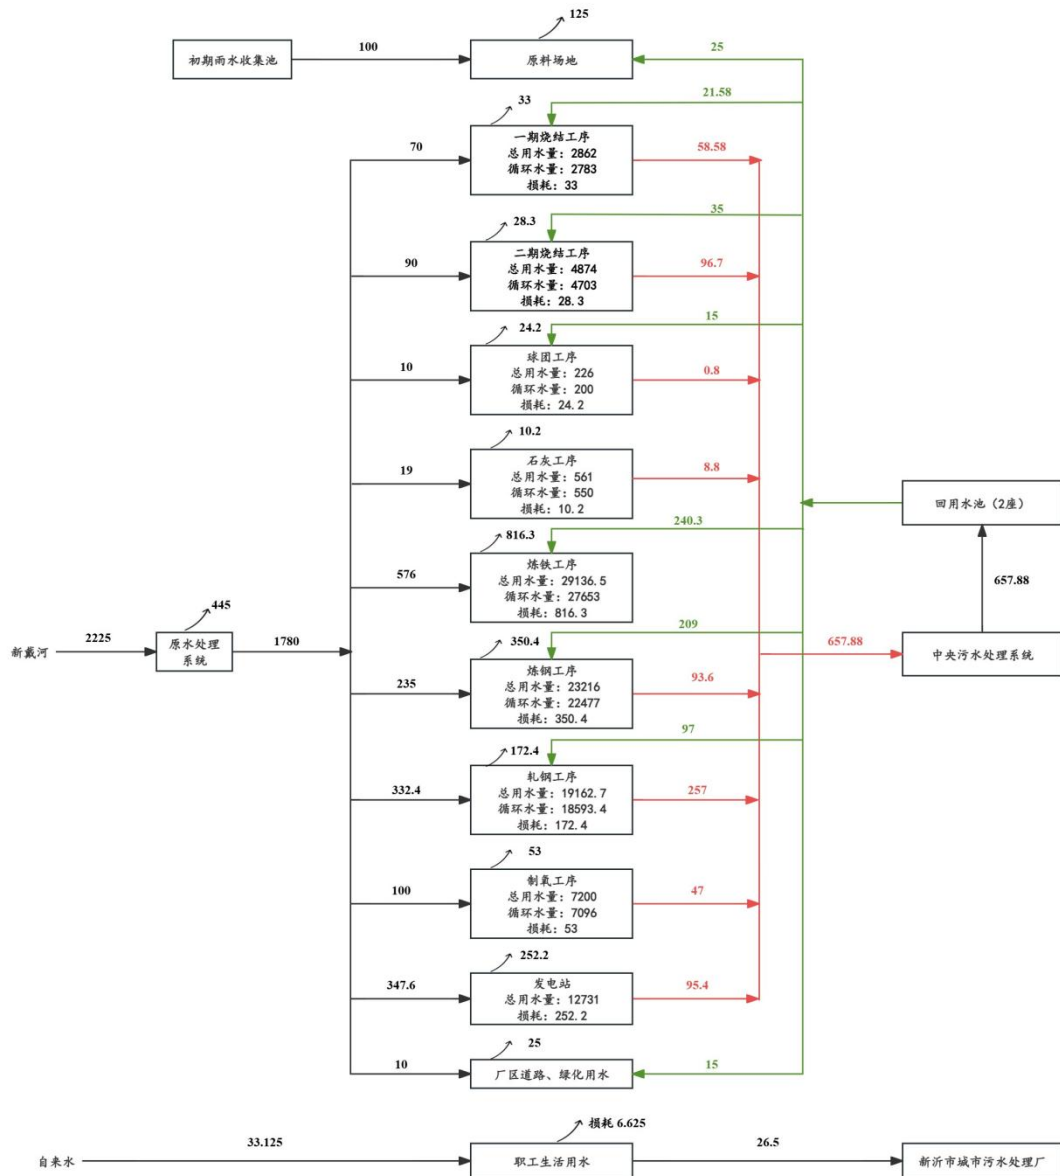 125
100
25
初期雨水收集池
原料场地
21.58
33
70
一期烧结工序
总用水量：2862
循环水量：2783
损耗：33
58.58
35
28.3
90
二期烧结工序
总用水量：4874
循环水量：4703
损耗：28.3
96.7
15
24.2
10
球团工序
总用水量：226
循环水量：200
损耗：24.2
0.8
10.2
19
石灰工序
总用水量：561
循环水量：550
损耗：10.2
8.8
回用水池（2座）
240.3
816.3
576
炼铁工序
总用水量：29136.5
循环水量：27653
损耗：816.3
657.88
445
新戴河
2225
原水处理
系统
1780
209
350.4
235
炼钢工序
总用水量：23216
循环水量：22477
损耗：350.4
93.6
657.88
中央污水处理系统
97
172.4
332.4
轧钢工序
总用水量：19162.7
循环水量：18593.4
损耗：172.4
257
53
100
制氧工序
总用水量：7200
循环水量：7096
损耗：53
47
252.2
347.6
发电站
总用水量：12731
损耗：252.2
95.4
25
10
厂区道路、绿化用水
15
损耗 6.625
自来水
33.125
职工生活用水
26.5
新沂市城市污水处理厂